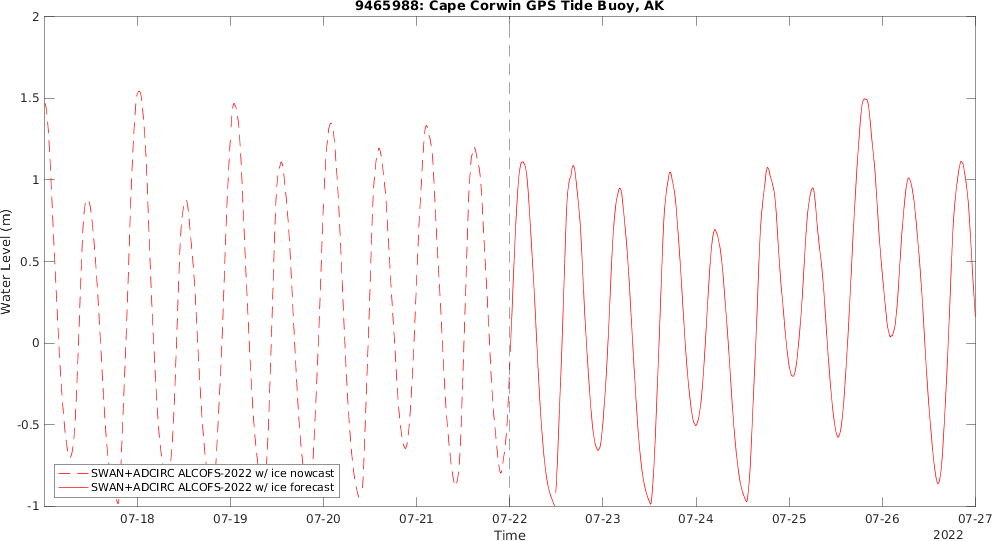 9465988: Cape Corwin GPS Tide Buoy, AK
Water Level (m)
2
1.5
1
0.5
0
-0.5
-1
SWAN+ADCIRC ALCOFS-2022 w/ ice nowcast
SWAN+ADCIRC ALCOFS-2022 w/ ice forecast
07-18 07-19 07-20 07-21 07-22 07-23 07-24 07-25 07-26 07-27
Time
2022